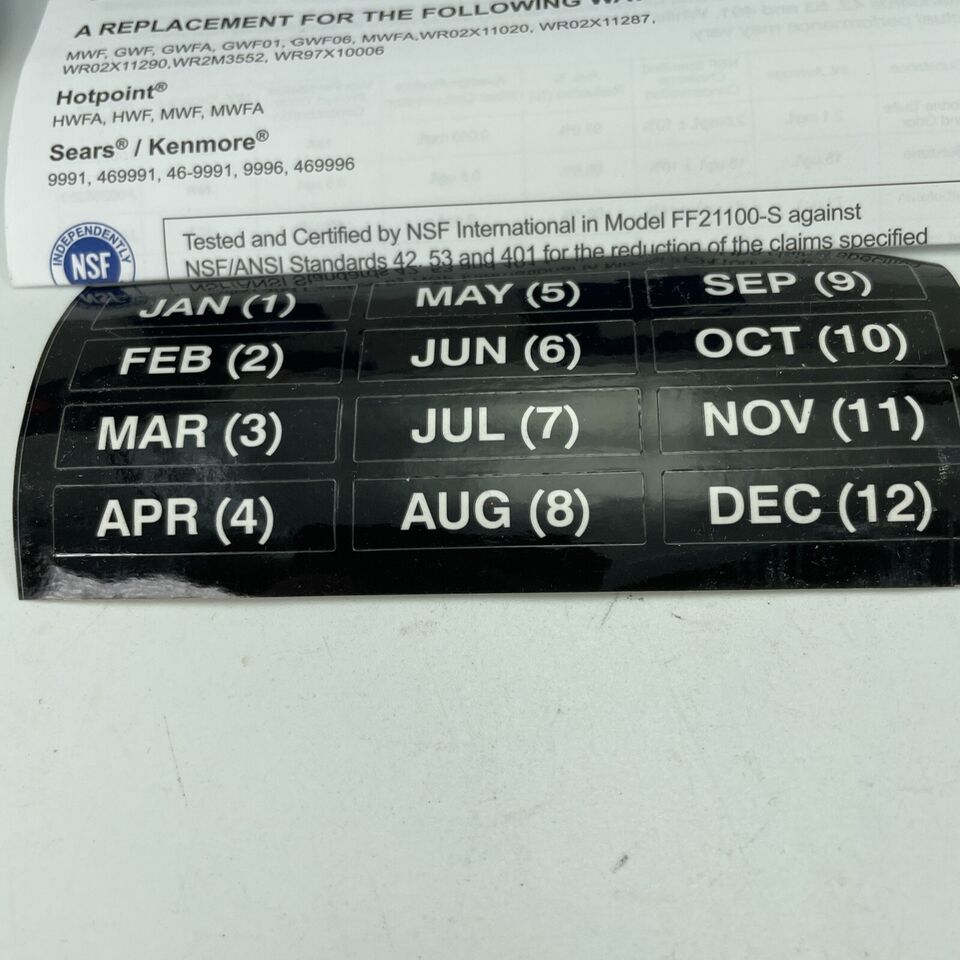 A REPLACEMENT FOR THE FOLLOWING
MWF, GWF, GWFA, GWF01, GWF06, MWFA,WR02X11020, WR02X11287,
WR02X11290,WR2M3552, WR97X10006
Hotpoint®
HWFA, HWF, MWF, MWFA
Sears® / Kenmore®
9991, 469991, 46-9991, 9996, 469996
INDEPENDENTLY
NSF
Tested and Certified by NSF International in Model FF21100-S against
NSF/ANSI Standards 42, 53 and 401 for the reduction of the claims specified
JAN (1) MAY (5) SEP (9)
FEB (2) JUN (6) OCT (10)
MAR (3) JUL (7) NOV (11)
APR (4) AUG (8) DEC (12)